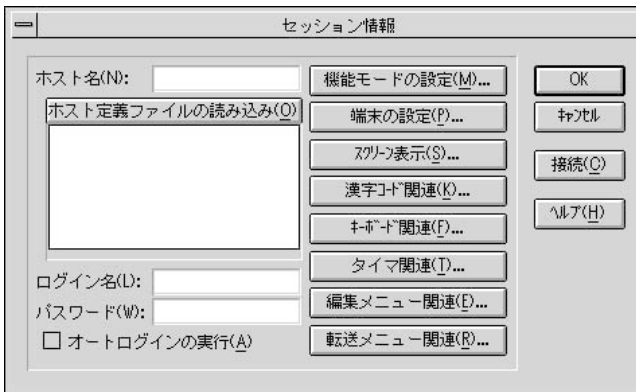 セッション情報
ホスト名(N):
ホスト定義ファイルの読み込み(O)
ログイン名(L):
パスワード(W):
オートログインの実行(A)
機能モードの設定(M)...
端末の設定(P)...
スクリーン表示(S)...
漢字コード関連(K)...
キーボード関連(F)...
タイマ関連(T)...
編集メニュー関連(E)...
転送メニュー関連(R)...
OK
キャンセル
接続(C)
ヘルプ(H)